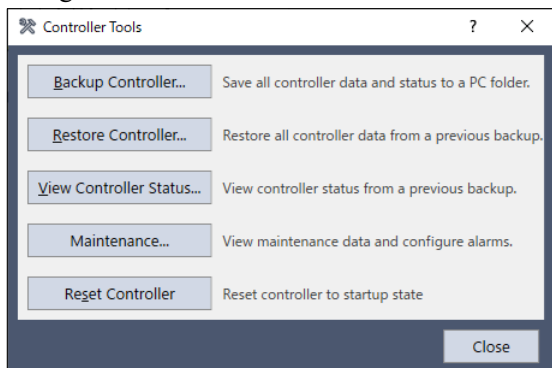 Controller Tools ? ×
Backup Controller... Save all controller data and status to a PC folder.
Restore Controller... Restore all controller data from a previous backup.
View Controller Status... View controller status from a previous backup.
Maintenance... View maintenance data and configure alarms.
Reset Controller Reset controller to startup state
Close